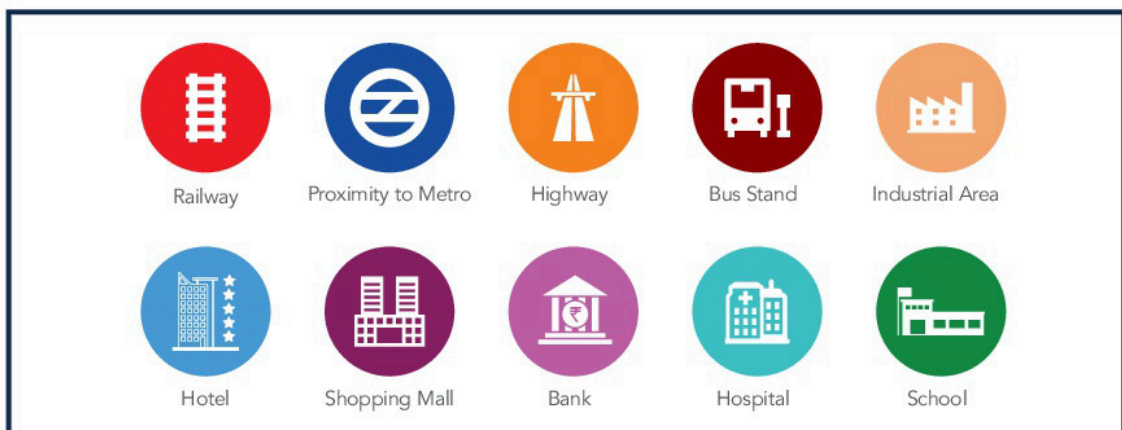 Railway
Proximity to Metro
Highway
Bus Stand
Industrial Area
₹
Hotel
Shopping Mall
Bank
Hospital
School